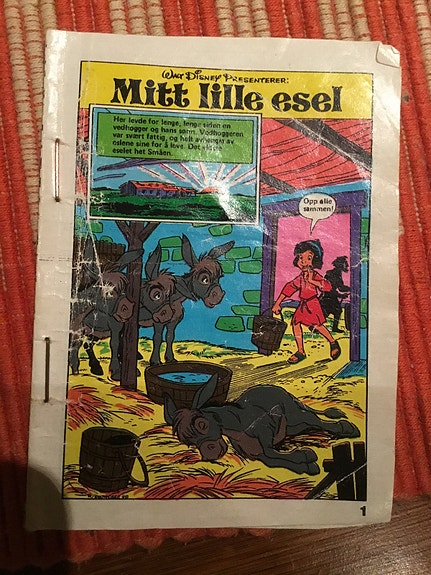 WALT DISNEY PRESENTERER:
Mitt lille esel
Her levde for lenge, lenge siden en
vedhogger og hans sønn. Vedhoggeren
var svært fattig, og helt avhengig av
eslene sine for å leve. Det
eselet het Småen.
Opp alle
sammen!
1